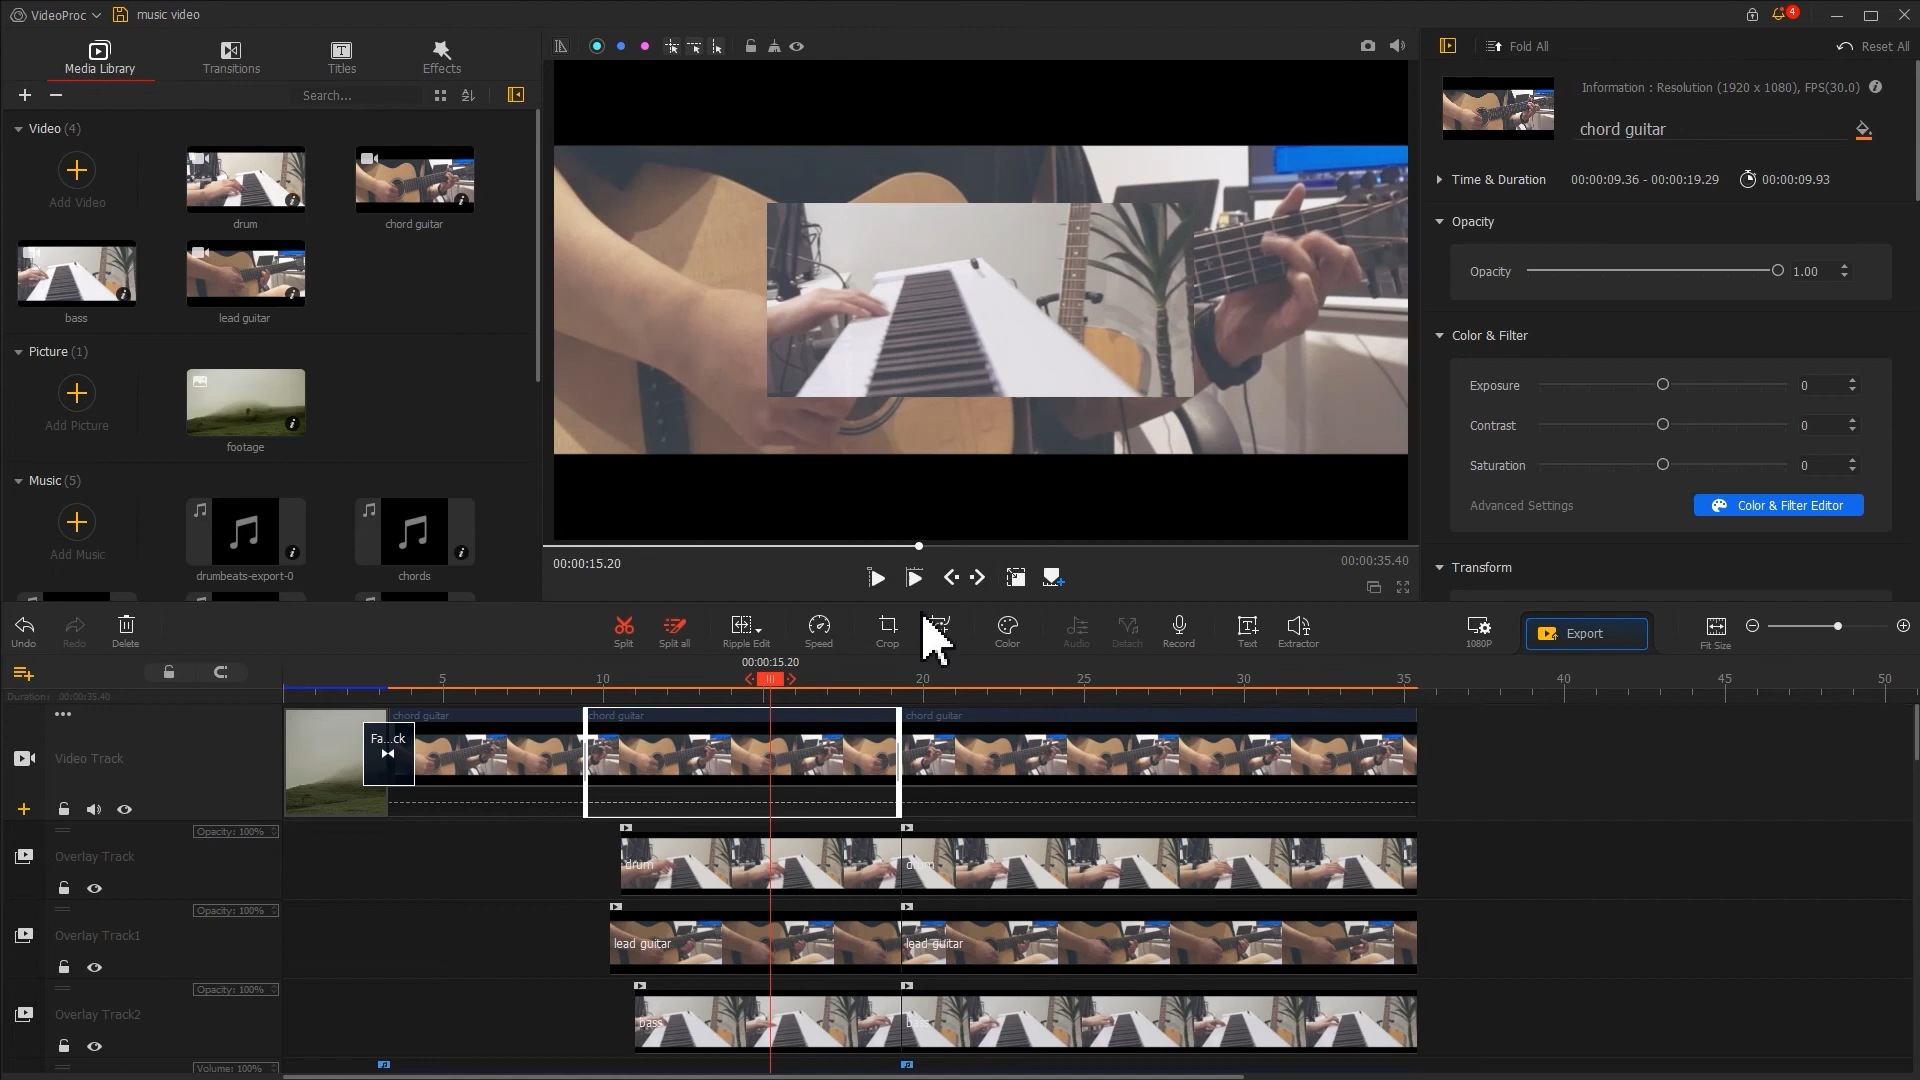 VideoProc
music video
4
Media Library
Transitions
Titles
Effects
Search...
Video (4)
Add Video
drum
chord guitar
bass
lead guitar
Picture (1)
Add Picture
footage
Music (5)
Add Music
drumbeats-export-0
chords
00:00:15.20
00:00:35.40
Fold All
Reset All
Information : Resolution (1920 x 1080), FPS(30.0)
chord guitar
Time & Duration 00:00:09.36 - 00:00:19.29 00:00:09.93
Opacity
Opacity 1.00
Color & Filter
Exposure 0
Contrast 0
Saturation 0
Advanced Settings Color & Filter Editor
Transform
Undo Redo Delete Split Split all Ripple Edit Speed Crop Color Audio Detach Record Text Extractor 1080P Export Fit Size
00:00:15.20
5 10 20 25 30 35 40 45 50
Duration: 00:00:35.40
chord guitar chord guitar chord guitar
Fa...ck
Video Track
Opacity: 100%
Overlay Track
drum drum
Opacity: 100%
Overlay Track1
lead guitar lead guitar
Opacity: 100%
Overlay Track2
bass bass
Volume: 100%